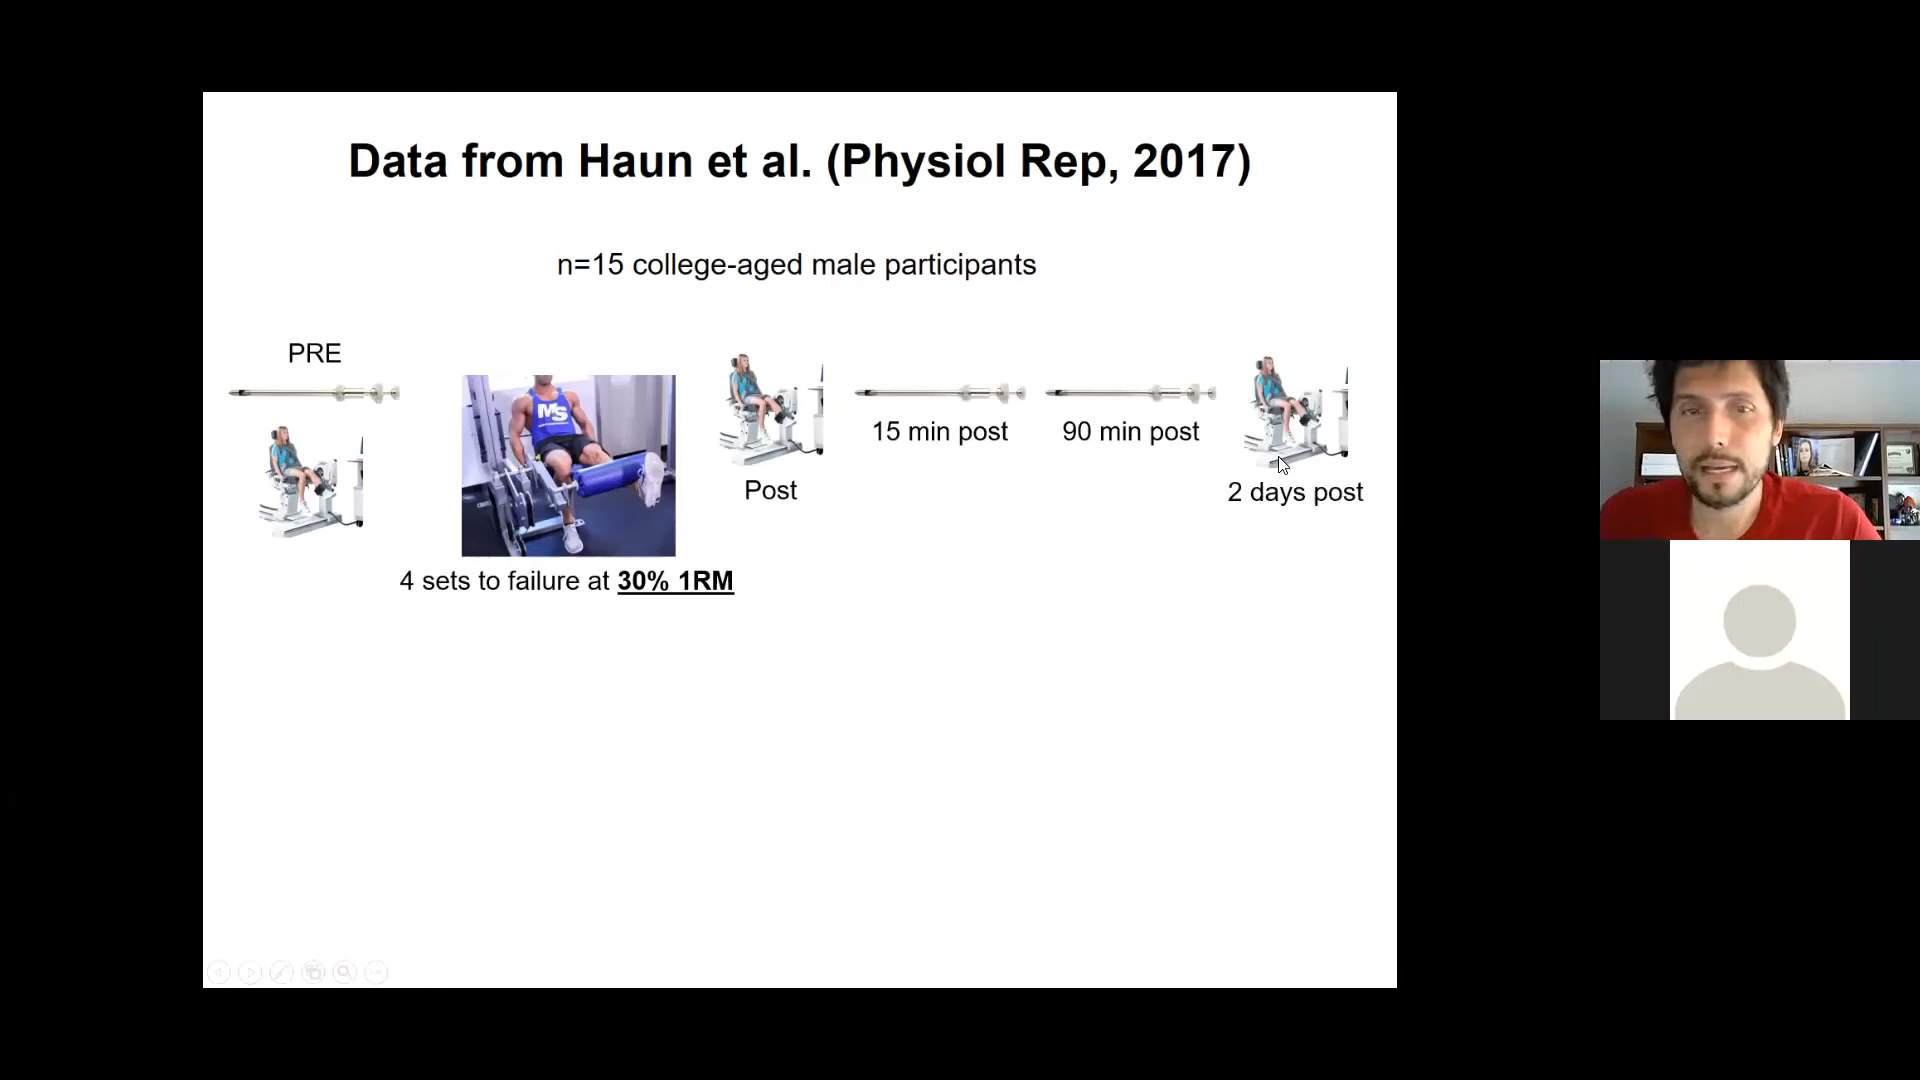 Data from Haun et al. (Physiol Rep, 2017)
n=15 college-aged male participants
PRE
MS
15 min post
90 min post
Post
2 days post
4 sets to failure at 30% 1RM